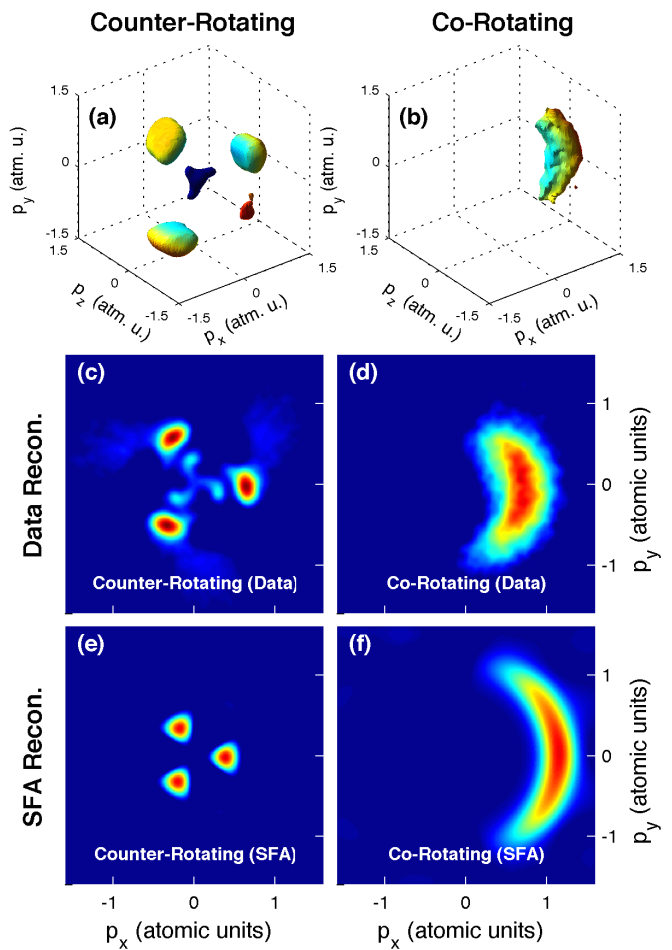 Counter-Rotating
Co-Rotating
(a)
1.5
0
-1.5
1.5
0
-1.5
-1.5
0
1.5
p_y (atm. u.)
p_z (atm. u.)
p_x (atm. u.)
(b)
1.5
0
-1.5
1.5
0
-1.5
-1.5
0
1.5
p_y (atm. u.)
p_z (atm. u.)
p_x (atm. u.)
Data Recon.
(c)
Counter-Rotating (Data)
-1
1
(d)
Co-Rotating (Data)
1
0
-1
p_y (atomic units)
SFA Recon.
(e)
Counter-Rotating (SFA)
-1
0
1
p_x (atomic units)
(f)
Co-Rotating (SFA)
1
0
-1
p_y (atomic units)
-1
0
1
p_x (atomic units)